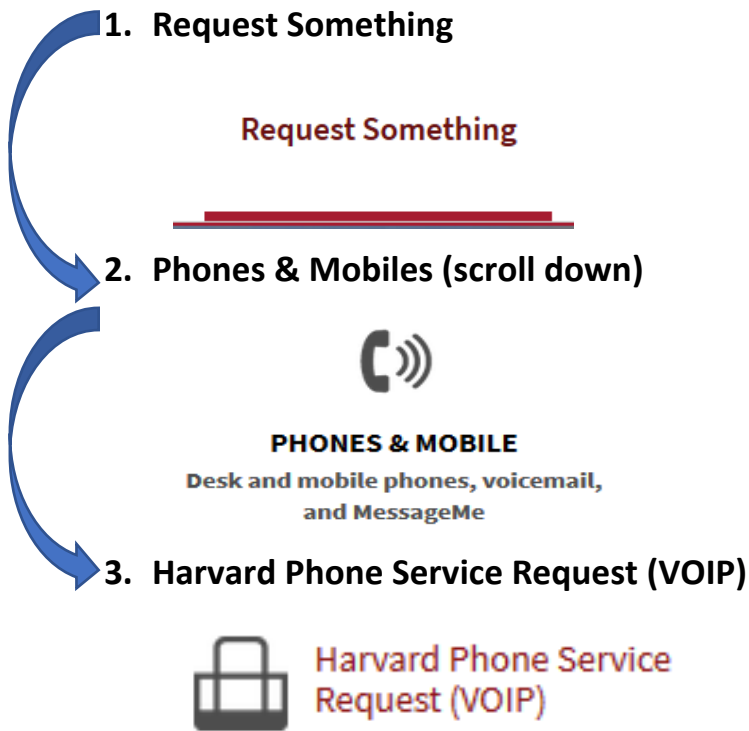 1. Request Something
Request Something
2. Phones & Mobiles (scroll down)
PHONES & MOBILE
Desk and mobile phones, voicemail,
and MessageMe
3. Harvard Phone Service Request (VOIP)
Harvard Phone Service
Request (VOIP)